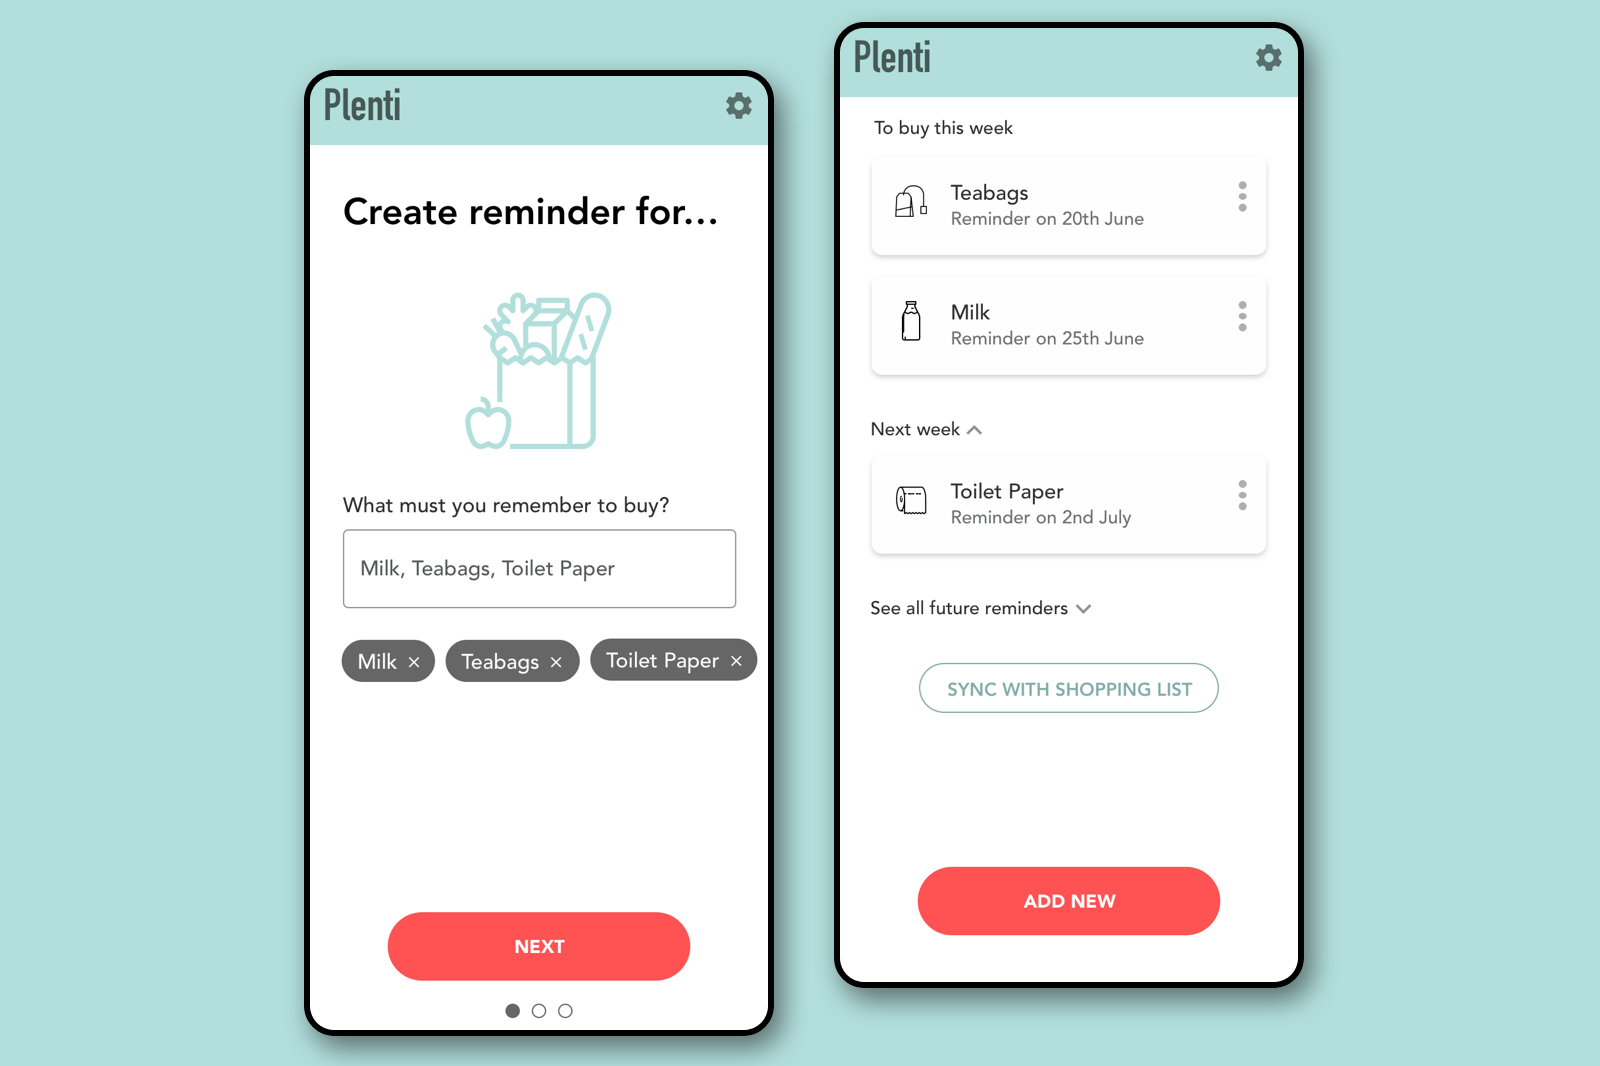 Plenti
Create reminder for...
What must you remember to buy?
Milk, Teabags, Toilet Paper
Milk ×
Teabags ×
Toilet Paper ×
NEXT
Plenti
To buy this week
Teabags
Reminder on 20th June
Milk
Reminder on 25th June
Next week
Toilet Paper
Reminder on 2nd July
See all future reminders
SYNC WITH SHOPPING LIST
ADD NEW